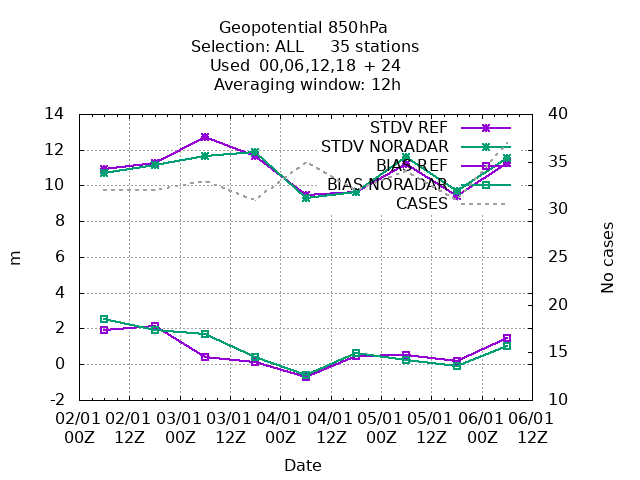 Geopotential 850hPa
Selection: ALL     35 stations
Used  00,06,12,18 + 24
Averaging window: 12h
STDV REF
STDV NORADAR
BIAS REF
BIAS NORADAR
CASES
14
12
10
8
6
4
2
0
-2
40
35
30
25
20
15
10
m
No cases
02/01 02/01 03/01 03/01 04/01 04/01 05/01 05/01 06/01 06/01
00Z 12Z 00Z 12Z 00Z 12Z 00Z 12Z 00Z 12Z
Date